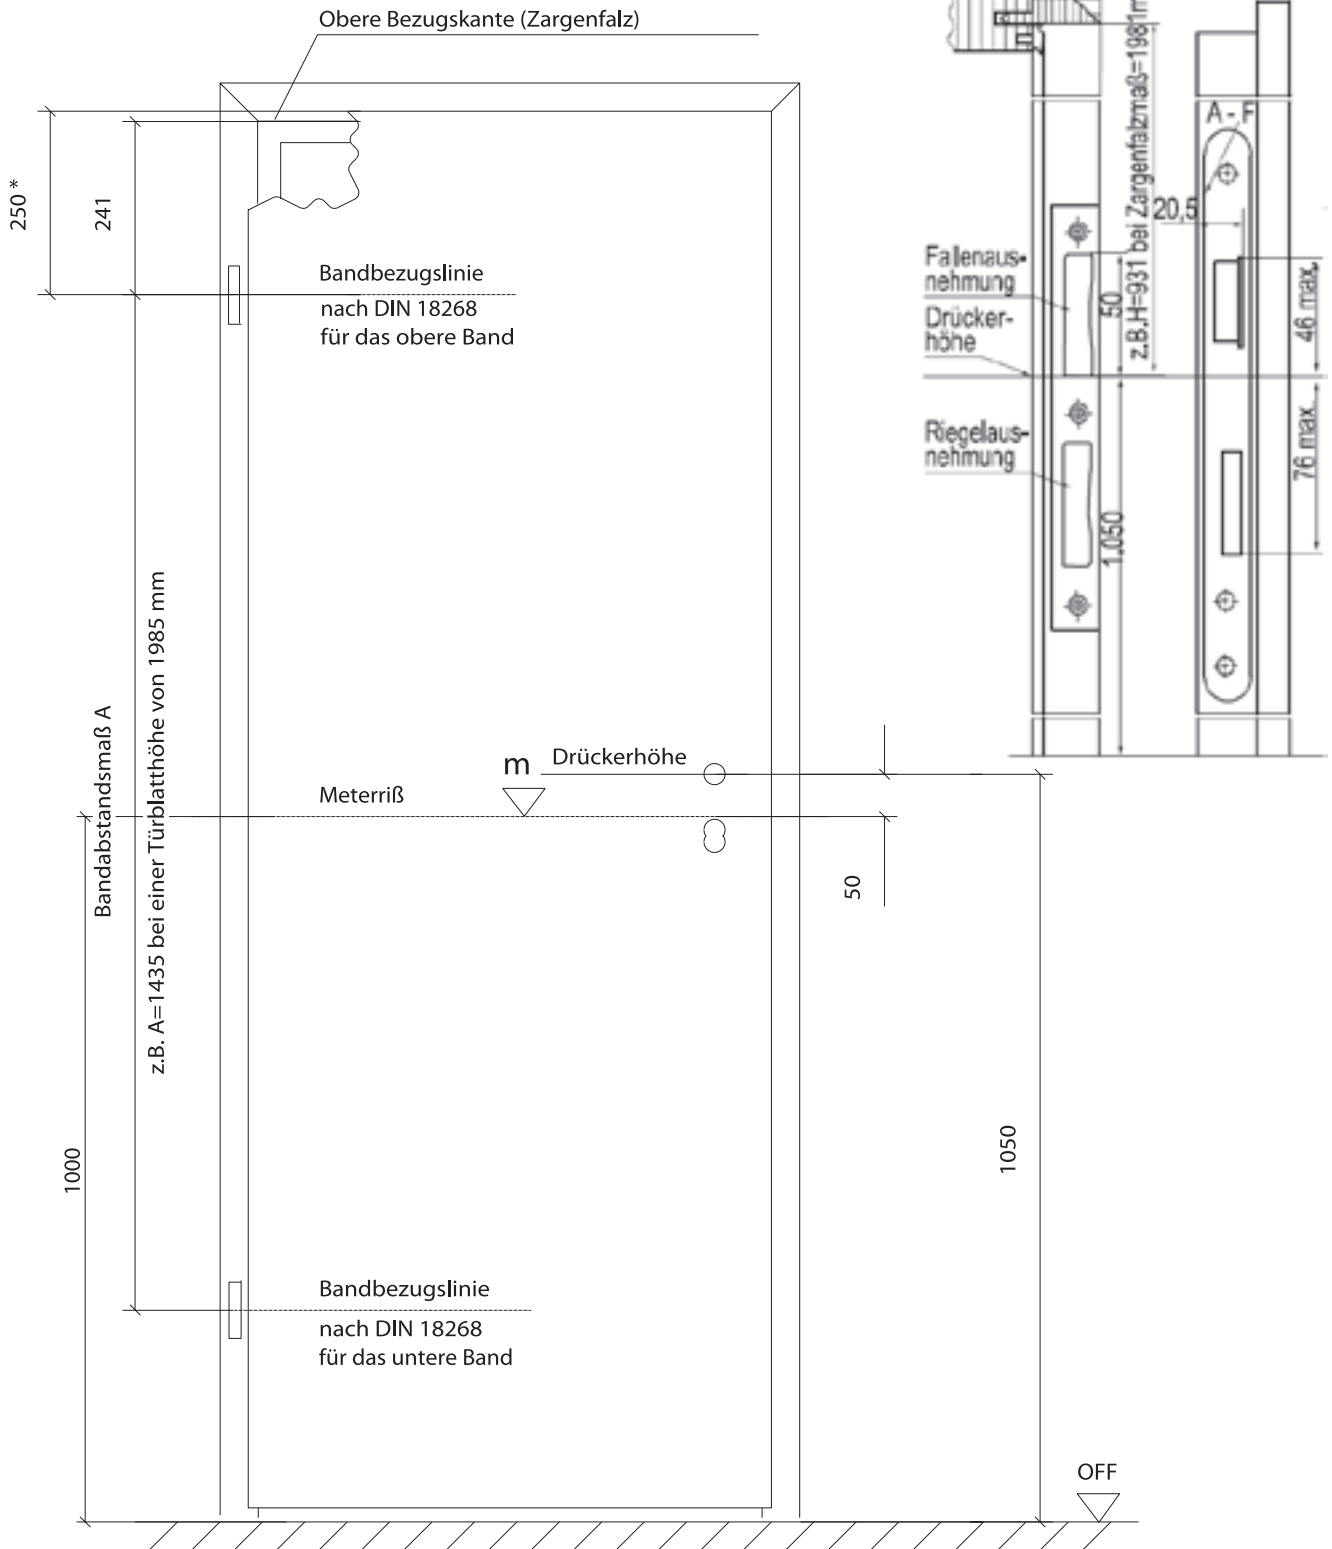 Obere Bezugskante (Zargenfalz)
250 *
241
Bandbezugslinie
nach DIN 18268
für das obere Band
Bandabstandsmaß A
z.B. A=1435 bei einer Türblatthöhe von 1985 mm
m
Drückerhöhe
Meterriß
50
1000
1050
Bandbezugslinie
nach DIN 18268
für das untere Band
OFF
z.B.H=931 bei Zargenfalzmaß=1981m
A - F
20,5
Fallenaus-
nehmung
Drücker-
höhe
50
46 max.
Riegelaus-
nehmung
76 max.
1.050